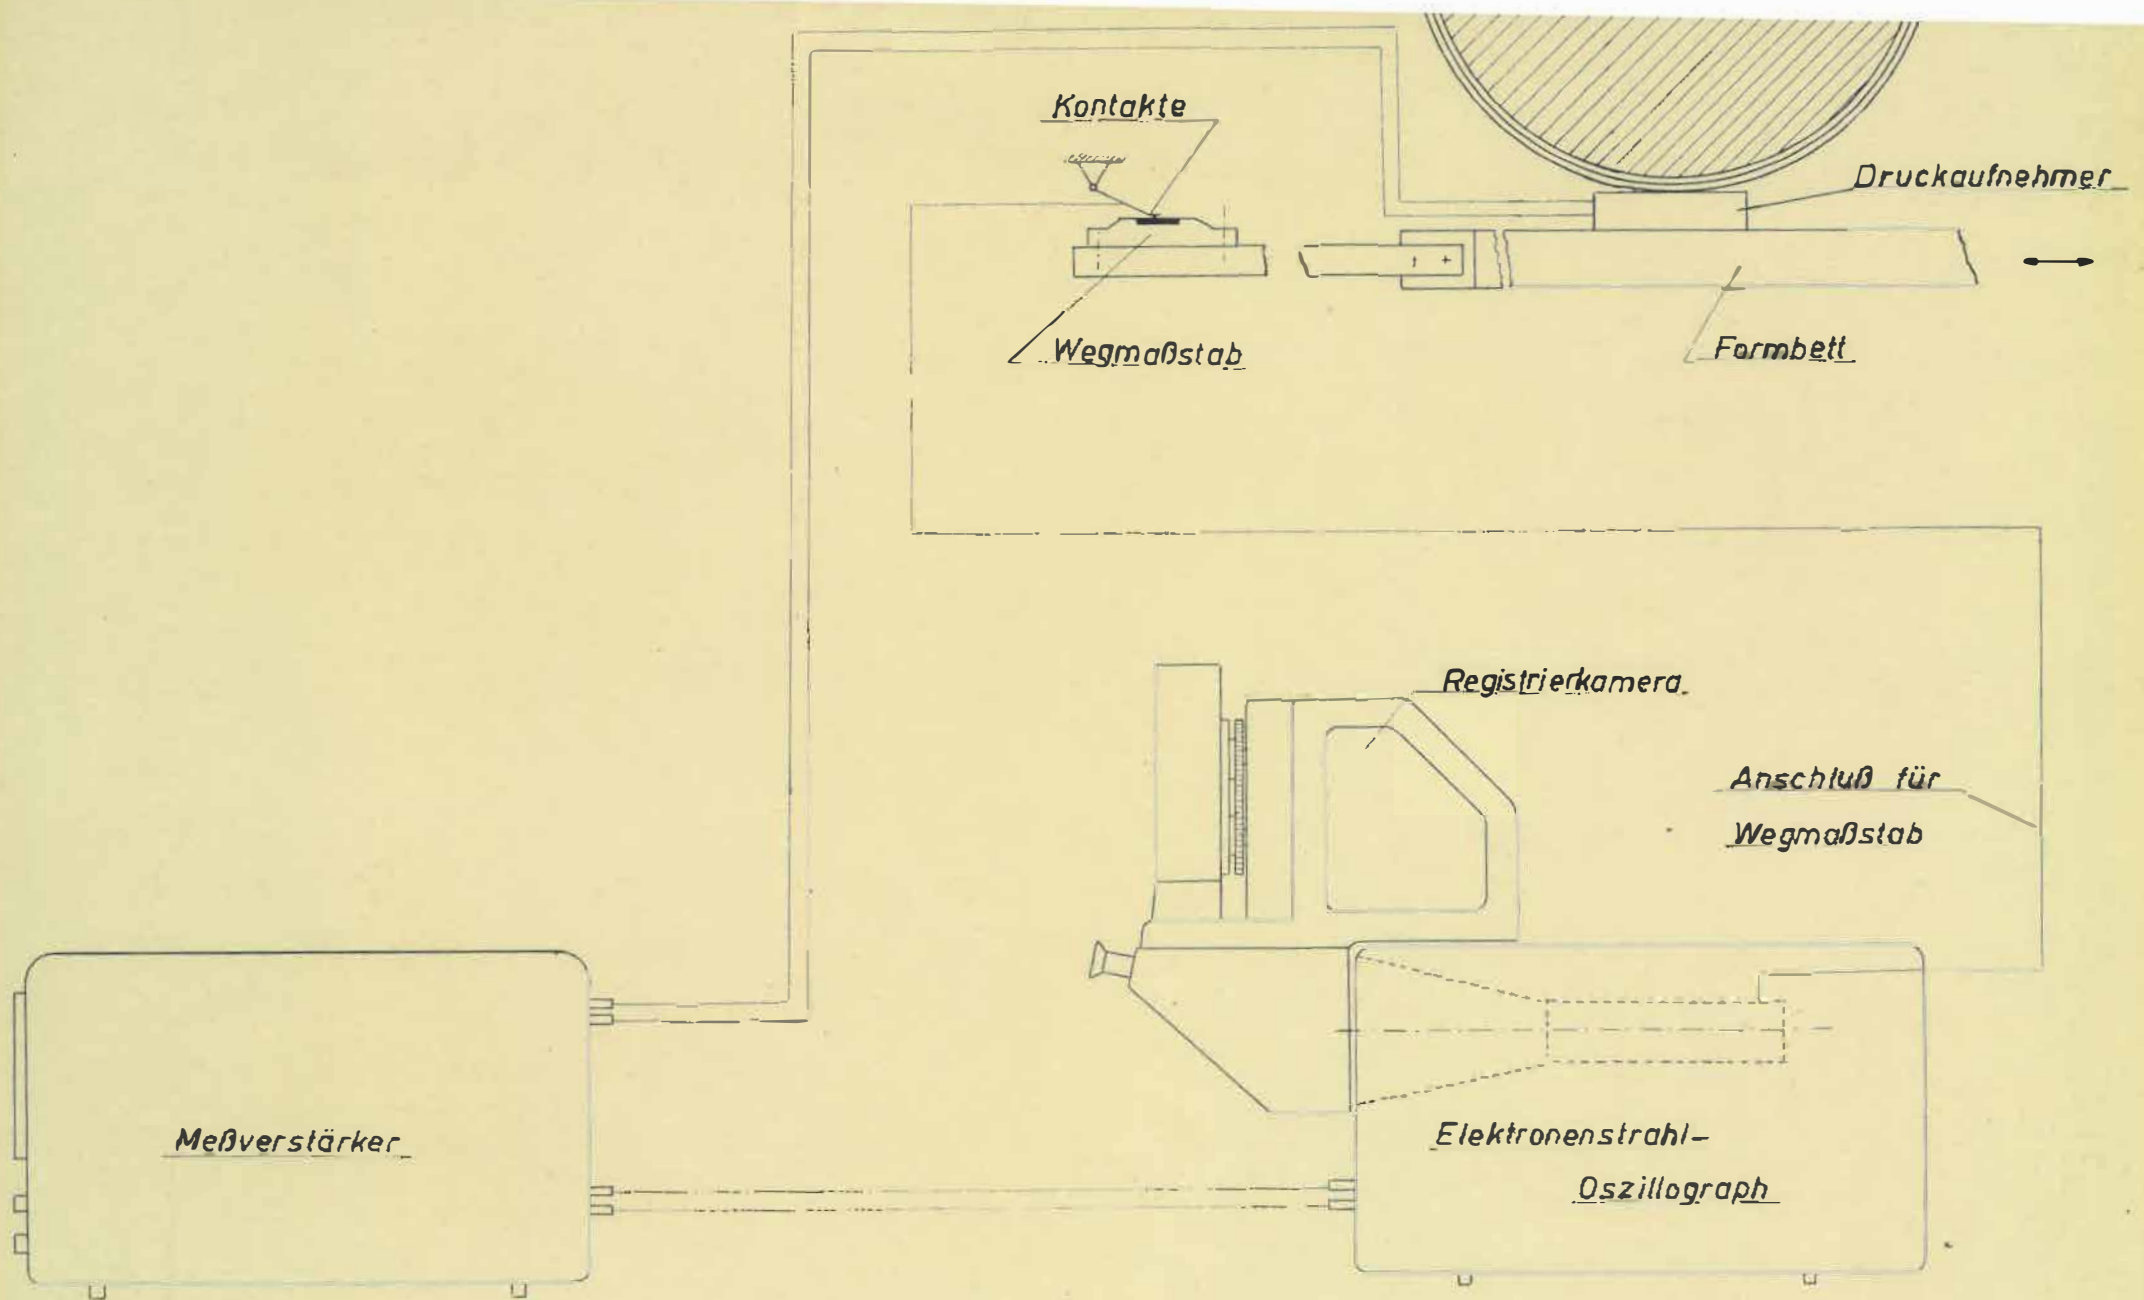 Kontakte
Druckaufnehmer
Wegmaßstab
Formbett
Registrierkamera
Anschluß für
Wegmaßstab
Meßverstärker
Elektronenstrahl-
Oszillograph